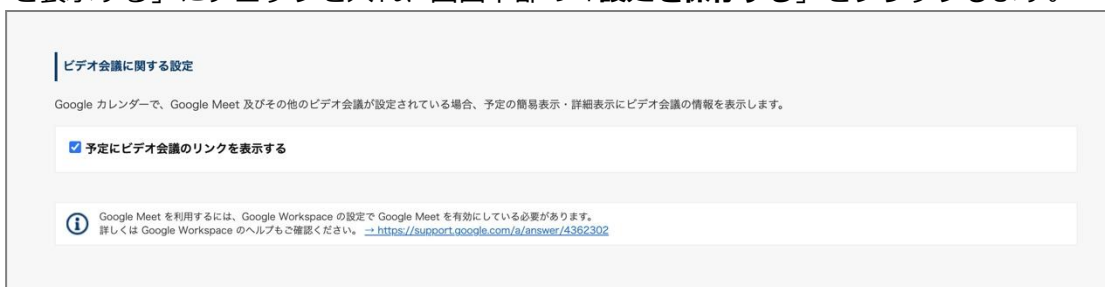 ビデオ会議に関する設定
Google カレンダーで、Google Meet 及びその他のビデオ会議が設定されている場合、予定の簡易表示・詳細表示にビデオ会議の情報を表示します。
予定にビデオ会議のリンクを表示する
Google Meet を利用するには、Google Workspace の設定で Google Meet を有効にしている必要があります。
詳しくは Google Workspace のヘルプもご確認ください。 → https://support.google.com/a/answer/4362302